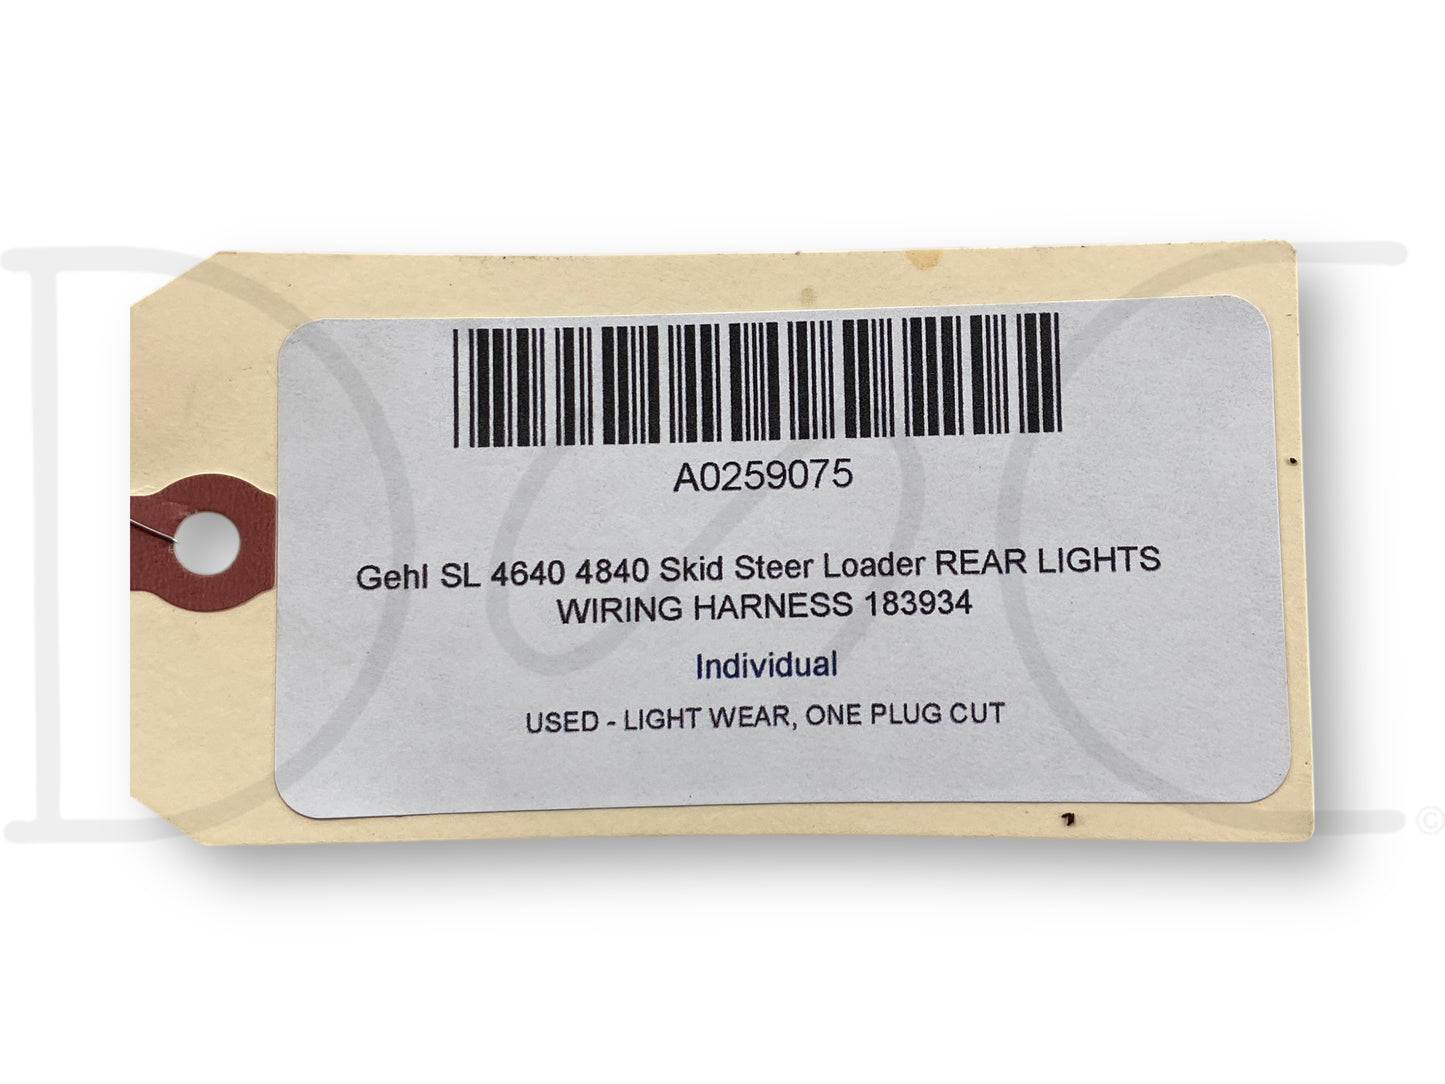 A0259075
Gehl SL 4640 4840 Skid Steer Loader REAR LIGHTS
WIRING HARNESS 183934
Individual
USED - LIGHT WEAR, ONE PLUG CUT
©